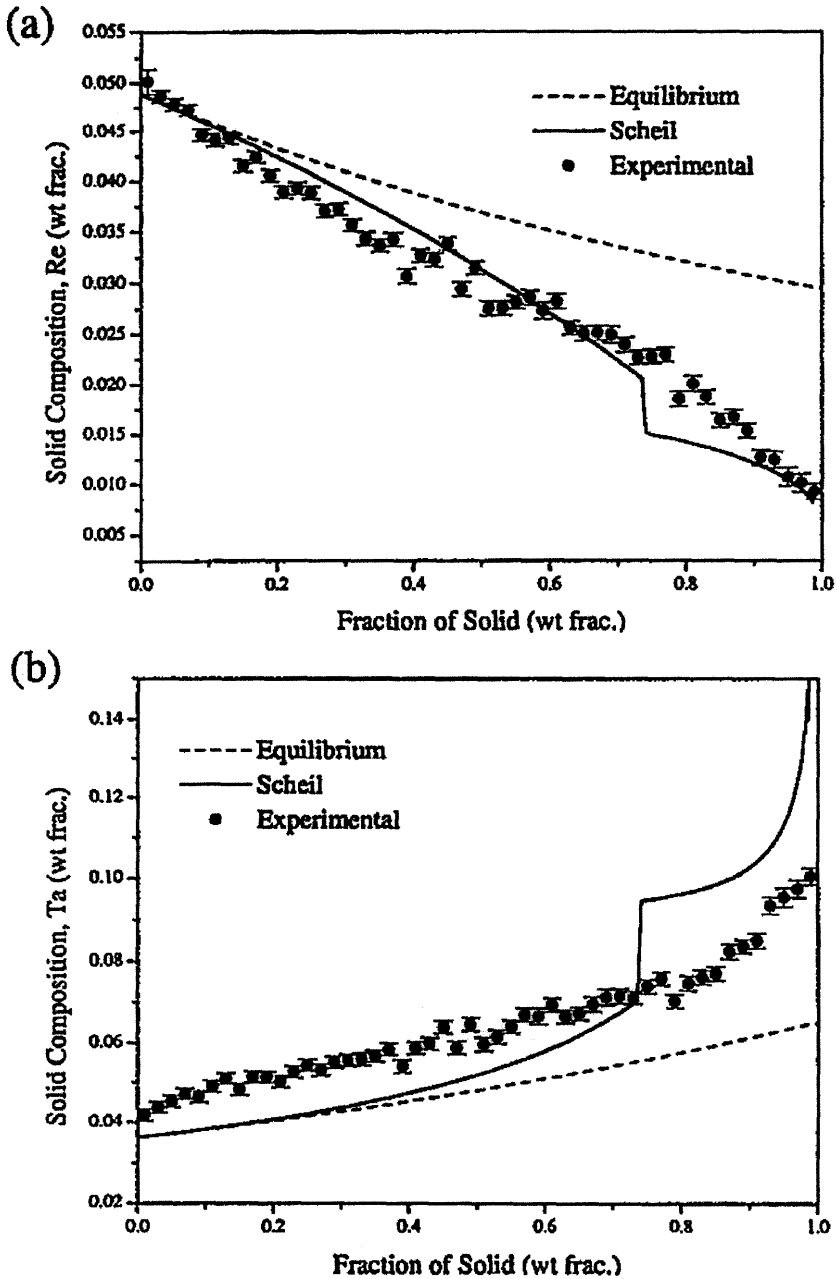 (a)
0.055
0.050
0.045
0.040
0.035
0.030
0.025
0.020
0.015
0.010
0.005
Solid Composition, Re (wt frac.)
Equilibrium
Scheil
Experimental
0.0 0.2 0.4 0.6 0.8 1.0
Fraction of Solid (wt frac.)
(b)
0.14
0.12
0.10
0.08
0.06
0.04
0.02
Solid Composition, Ta (wt frac.)
Equilibrium
Scheil
Experimental
0.0 0.2 0.4 0.6 0.8 1.0
Fraction of Solid (wt frac.)